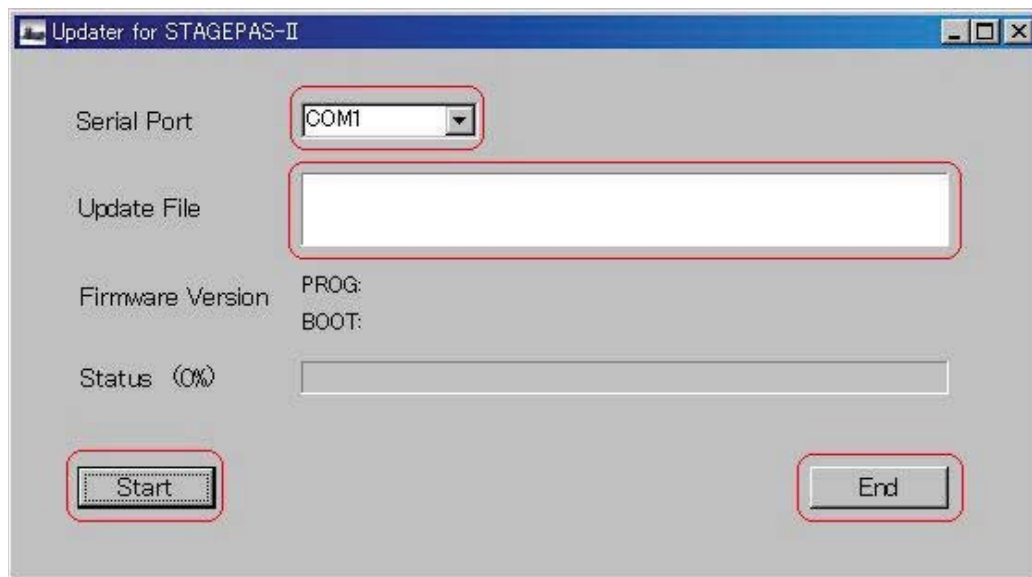 Updater for STAGEPAS-Ⅱ
Serial Port
COM1
Update File
Firmware Version
PROG:
BOOT:
Status (0%)
Start
End